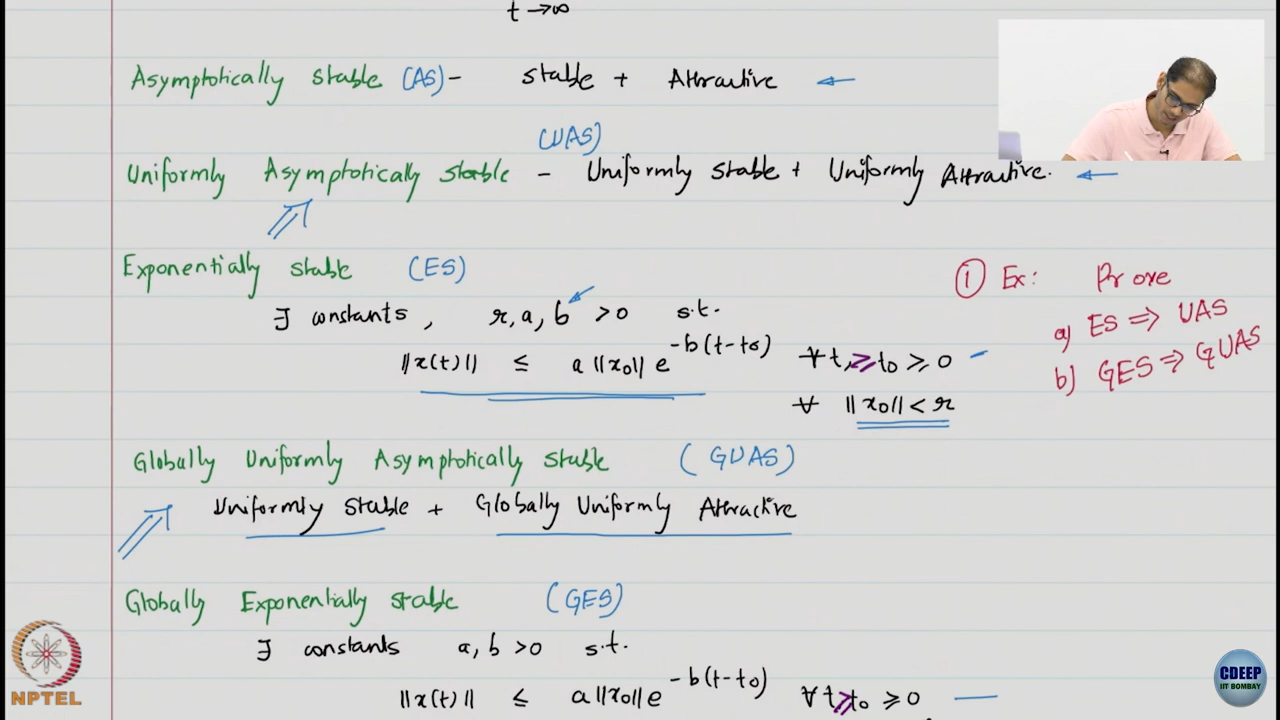 t → ∞
Asymptotically stable (AS) - stable + Attractive ←
(UAS)
Uniformly Asymptotically stable - Uniformly stable + Uniformly Attractive. ←
Exponentially stable (ES)
∃ constants, r, a, b > 0 s.t.
||x(t)|| ≤ a ||x₀|| e^{-b(t-t₀)} ∀ t, ≥ t₀ ≥ 0
∀ ||x₀|| < r
① Ex: Prove
a) ES ⇒ UAS
b) GES ⇒ GUAS
Globally Uniformly Asymptotically stable (GUAS)
Uniformly stable + Globally Uniformly Attractive
Globally Exponentially stable (GES)
∃ constants a, b > 0 s.t.
||x(t)|| ≤ a ||x₀|| e^{-b(t-t₀)} ∀ t ≥ t₀ ≥ 0
NPTEL
CDEEP
IIT BOMBAY